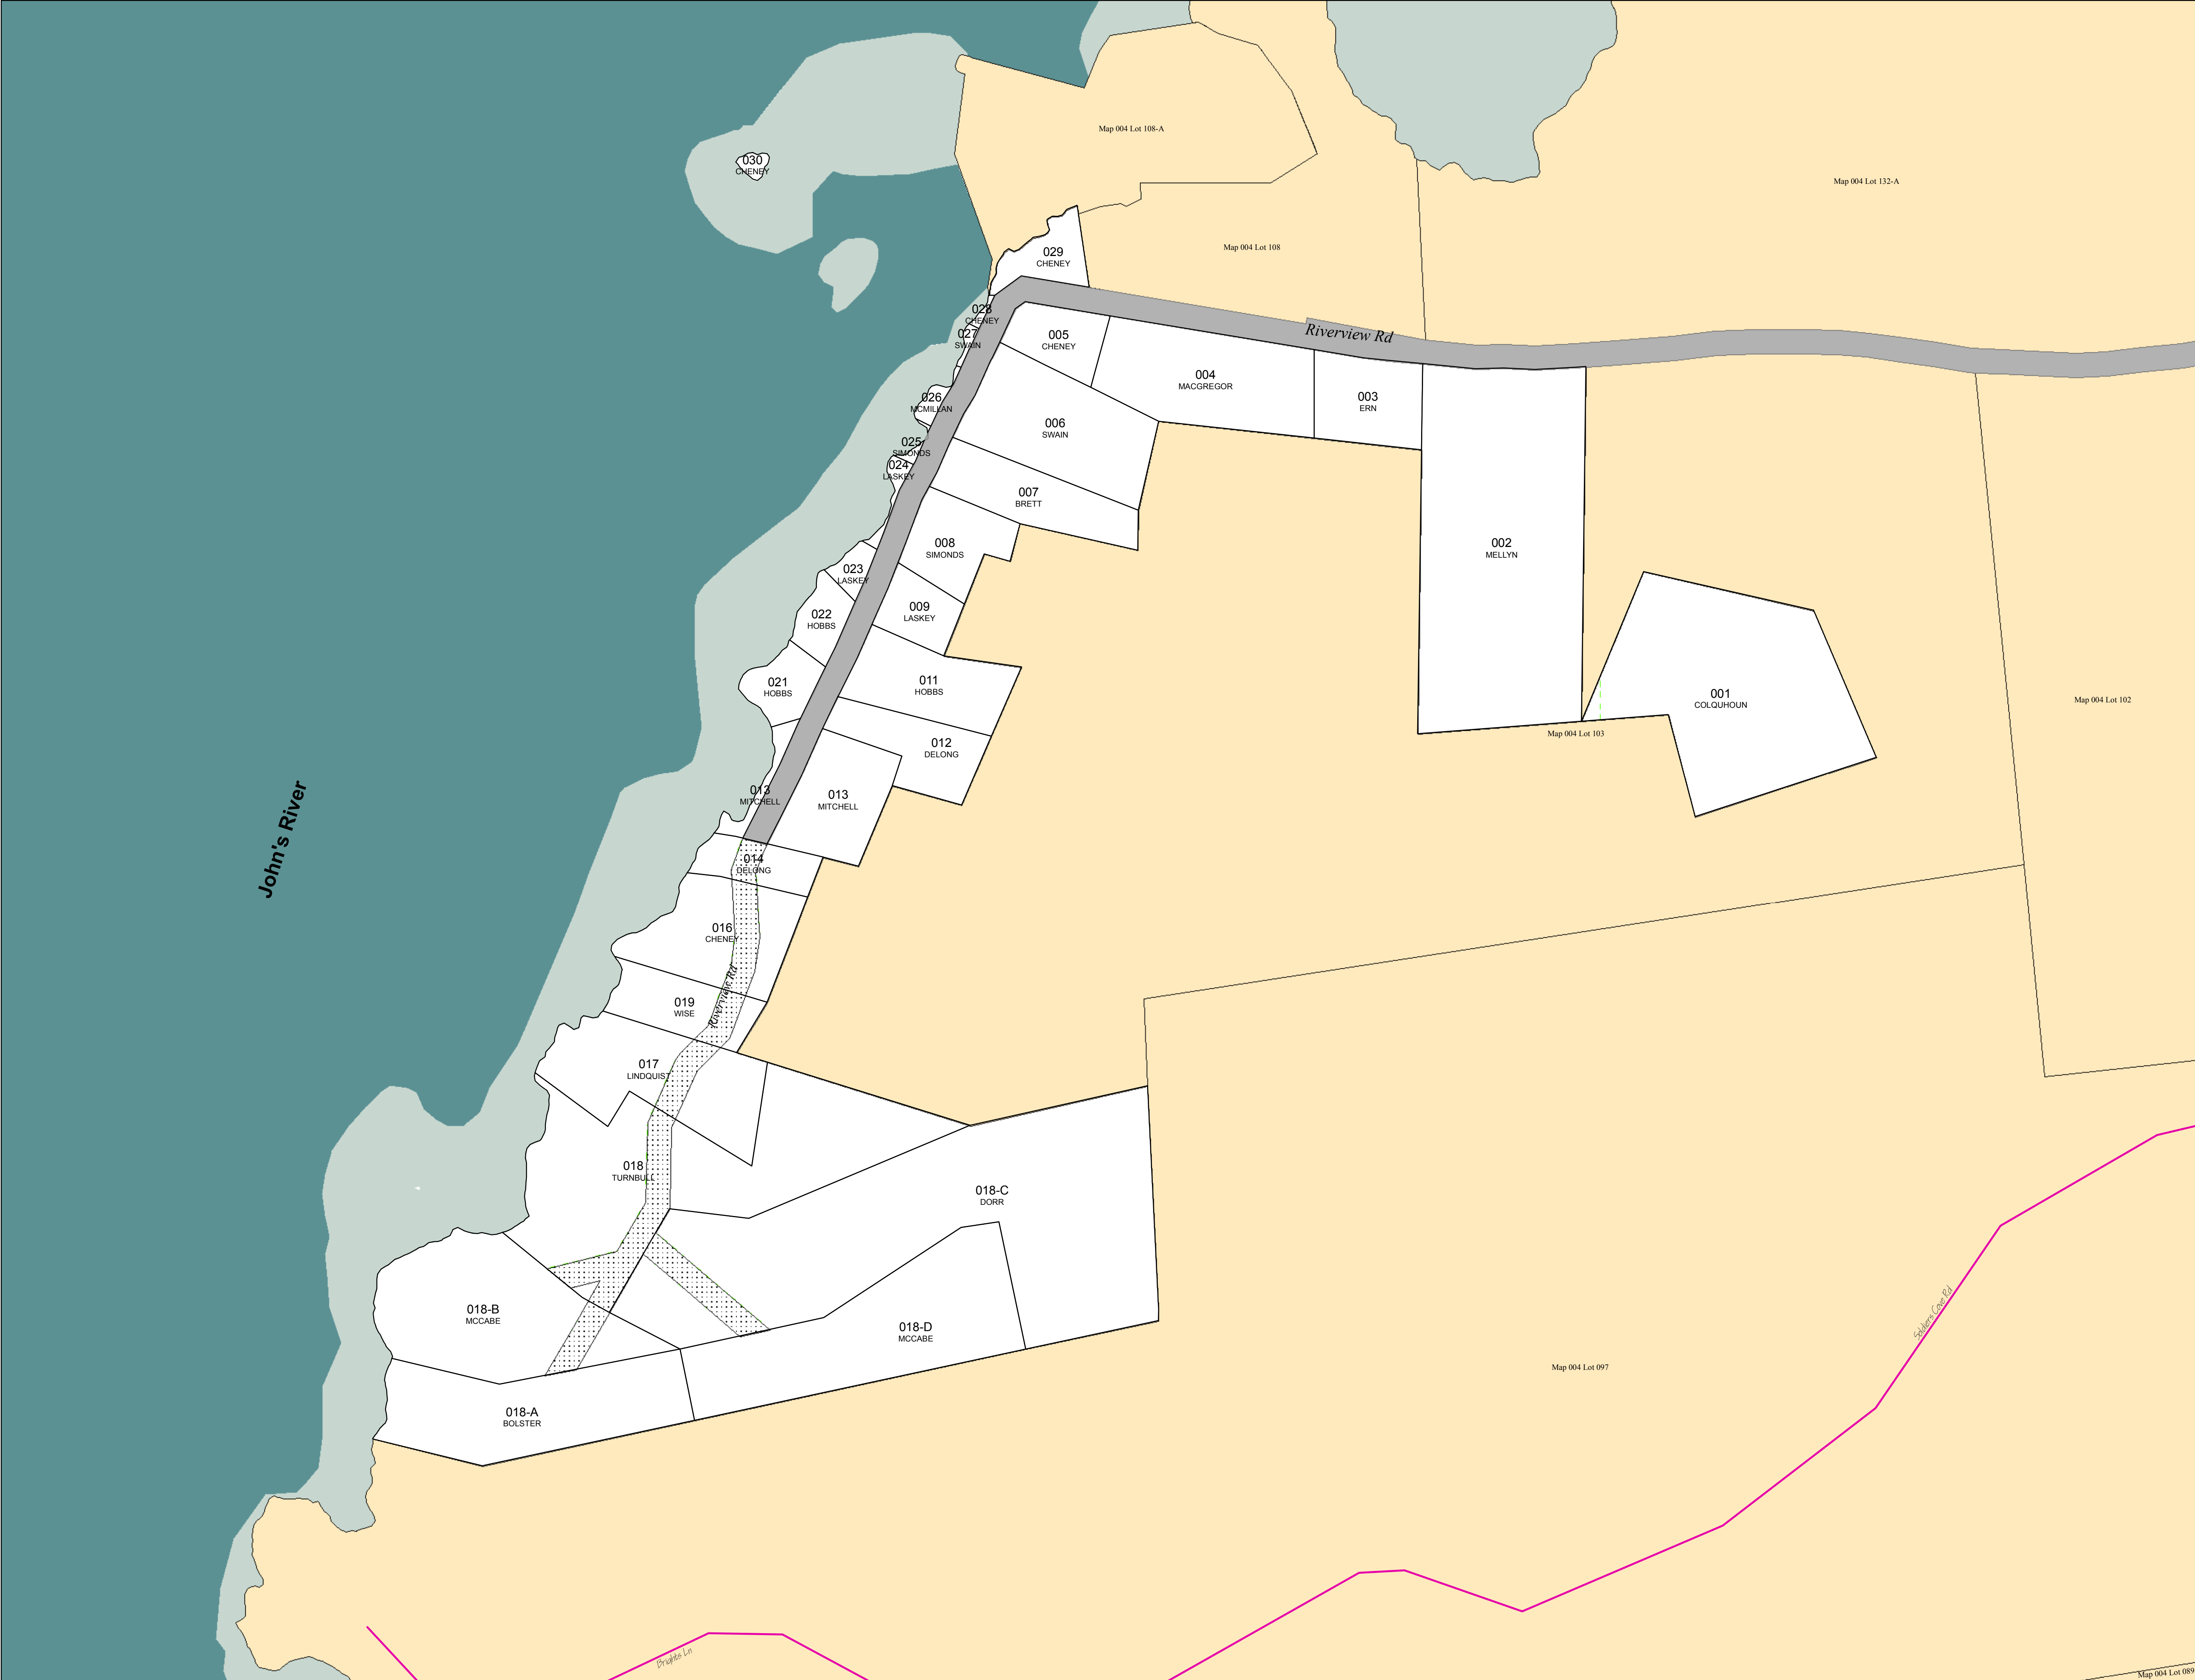 Map 004 Lot 108-A
030
CHENEY
Map 004 Lot 132-A
Map 004 Lot 108
029
CHENEY
028
CHENEY
027
SWAIN
005
CHENEY
Riverview Rd
004
MACGREGOR
003
ERN
026
MCMILLAN
006
SWAIN
025
SIMONDS
024
LASKEY
007
BRETT
008
SIMONDS
002
MELLYN
023
LASKEY
009
LASKEY
022
HOBBS
011
HOBBS
021
HOBBS
001
COLQUHOUN
Map 004 Lot 102
Map 004 Lot 103
012
DELONG
013
MITCHELL
013
MITCHELL
John's River
014
DELONG
016
CHENEY
Riverview Rd
019
WISE
017
LINDQUIST
018
TURNBULL
018-C
DORR
018-B
MCCABE
018-D
MCCABE
Soldiers Cove Rd
Map 004 Lot 097
018-A
BOLSTER
Brights Ln
Map 004 Lot 089